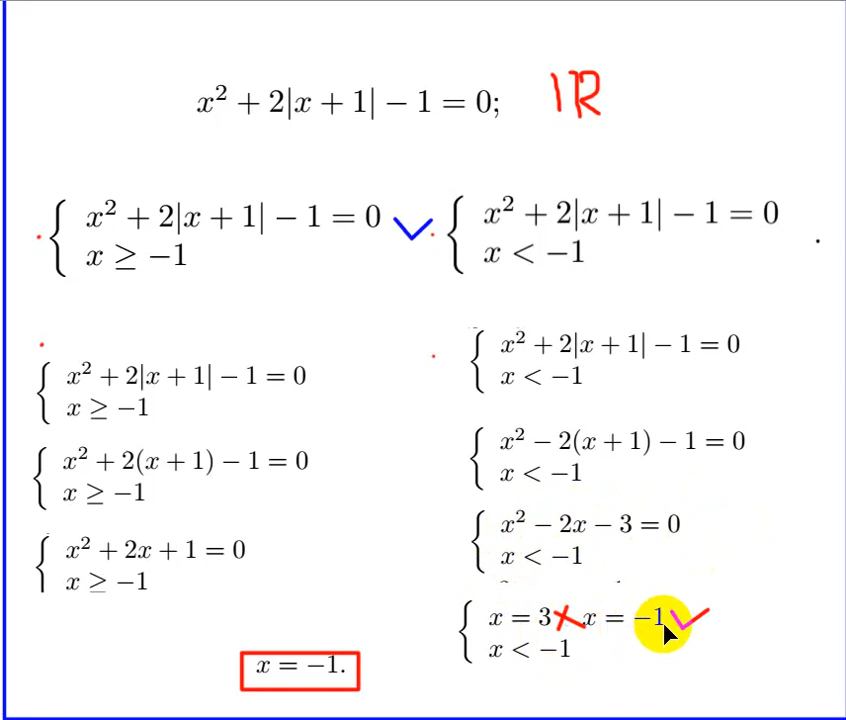 x² + 2|x + 1| − 1 = 0; ℝ
{ x² + 2|x + 1| − 1 = 0
x ≥ −1
∨
{ x² + 2|x + 1| − 1 = 0
x < −1
.
{ x² + 2|x + 1| − 1 = 0
x ≥ −1
{ x² + 2(x + 1) − 1 = 0
x ≥ −1
{ x² + 2x + 1 = 0
x ≥ −1
{ x² + 2|x + 1| − 1 = 0
x < −1
{ x² − 2(x + 1) − 1 = 0
x < −1
{ x² − 2x − 3 = 0
x < −1
{ x = 3 x = −1
x < −1
x = −1.